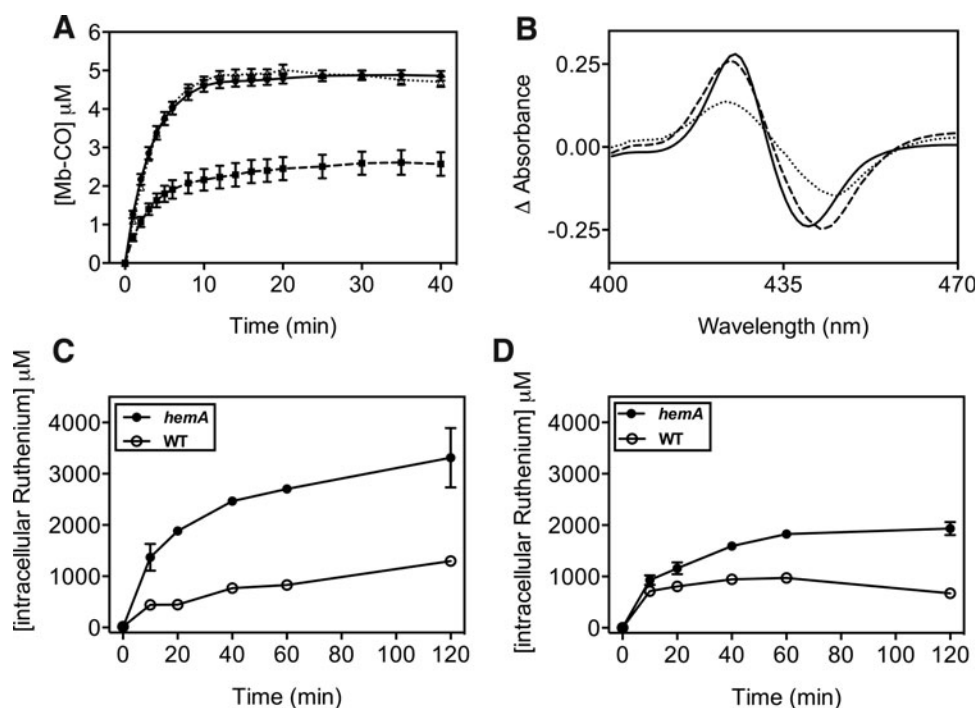 A
[Mb-CO] µM
6
5
4
3
2
1
0
0 10 20 30 40
Time (min)
B
Δ Absorbance
0.25
0.00
-0.25
400 435 470
Wavelength (nm)
C
[intracellular Ruthenium] µM
4000
3000
2000
1000
0
hemA
WT
0 20 40 60 80 100 120
Time (min)
D
[intracellular Ruthenium] µM
4000
3000
2000
1000
0
hemA
WT
0 20 40 60 80 100 120
Time (min)